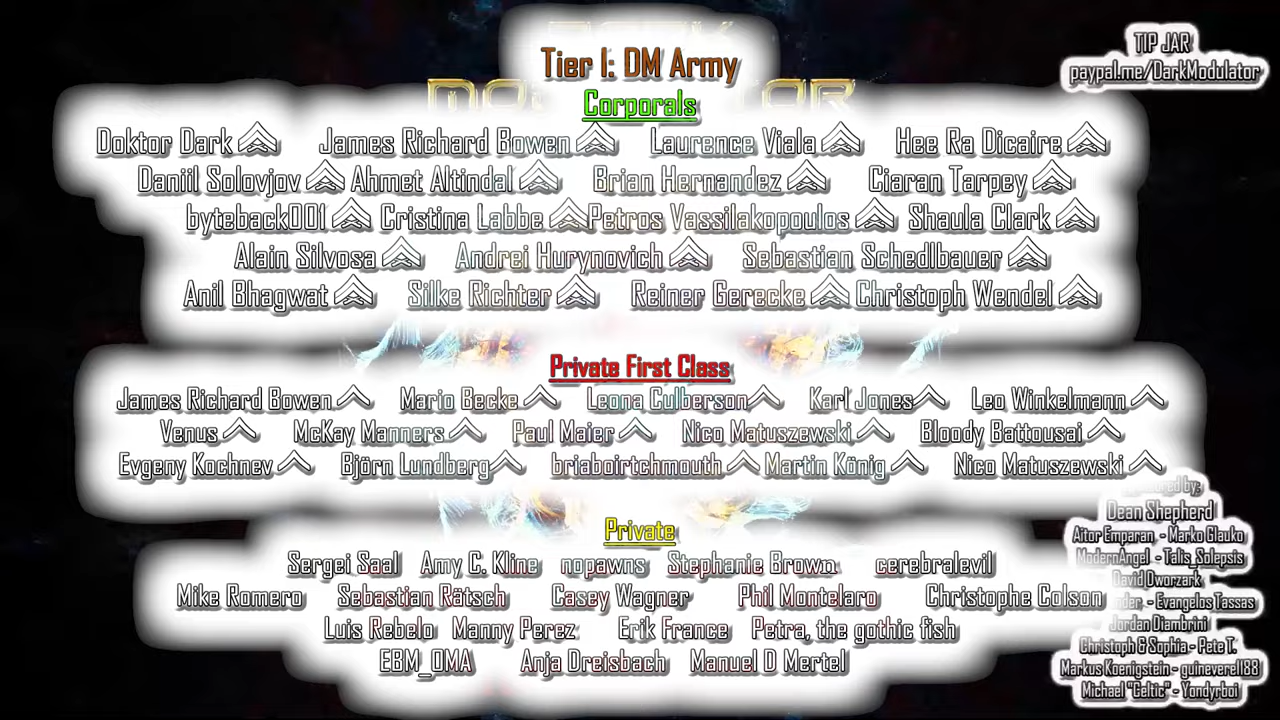 Tier I: DM Army
Corporals
Doktor Dark James Richard Bowen Laurence Viala Hee Ra Dicaire
Daniil Solovjov Ahmet Altindal Brian Hernandez Ciaran Tarpey
byteback001 Cristina Labbe Petros Vassilakopoulos Shaula Clark
Alain Silvosa Andrei Hurynovich Sebastian Schedlbauer
Anil Bhagwat Silke Richter Reiner Gerecke Christoph Wendel
Private First Class
James Richard Bowen Mario Becke Leona Culberson Karl Jones Leo Winkelmann
Venus McKay Manners Paul Maier Nico Matuszewski Bloody Battousai
Evgeny Kochnev Björn Lundberg briaboirtchmouth Martin König Nico Matuszewski
Private
Sergei Saal Amy C. Kline nopawns Stephanie Brown cerebralevil
Mike Romero Sebastian Rätsch Casey Wagner Phil Montelaro Christophe Colson
Luis Rebelo Manny Perez Erik France Petra, the gothic fish
EBM_OMA Anja Dreisbach Manuel D Mertel
TIP JAR
paypal.me/DarkModulator
by:
Dean Shepherd
Aitor Emparan - Marko Glauko
ModernAngel - Talis_Solepsis
David Dworzark
- Evangelos Tassas
Jordan Diambrini
Christoph & Sophia - Pete T.
Markus Koenigstein - guineverell88
Michael "Celtic" - Yondyrboi